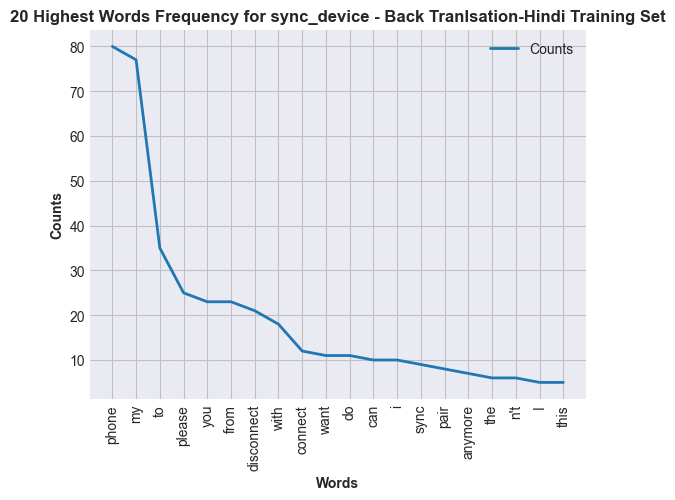 20 Highest Words Frequency for sync_device - Back Tranlsation-Hindi Training Set
Counts
80
70
60
50
40
30
20
10
Counts
phone
my
to
please
you
from
disconnect
with
connect
want
do
can
i
sync
pair
anymore
the
n't
I
this
Words